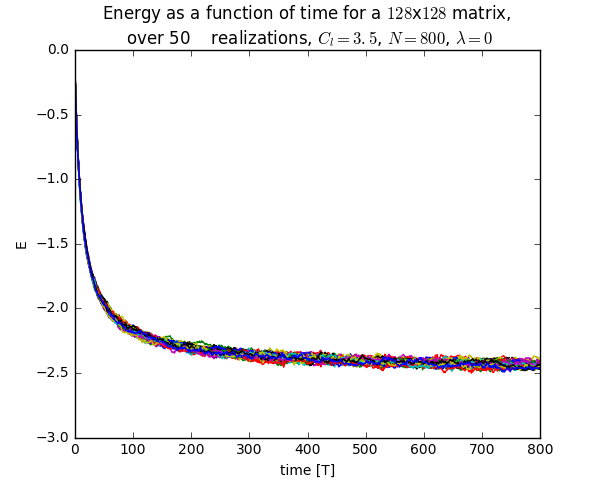 Energy as a function of time for a 128x128 matrix,
over 50 realizations, C_l = 3.5, N = 800, λ = 0
0.0
−0.5
−1.0
−1.5
−2.0
−2.5
−3.0
E
0 100 200 300 400 500 600 700 800
time [T]